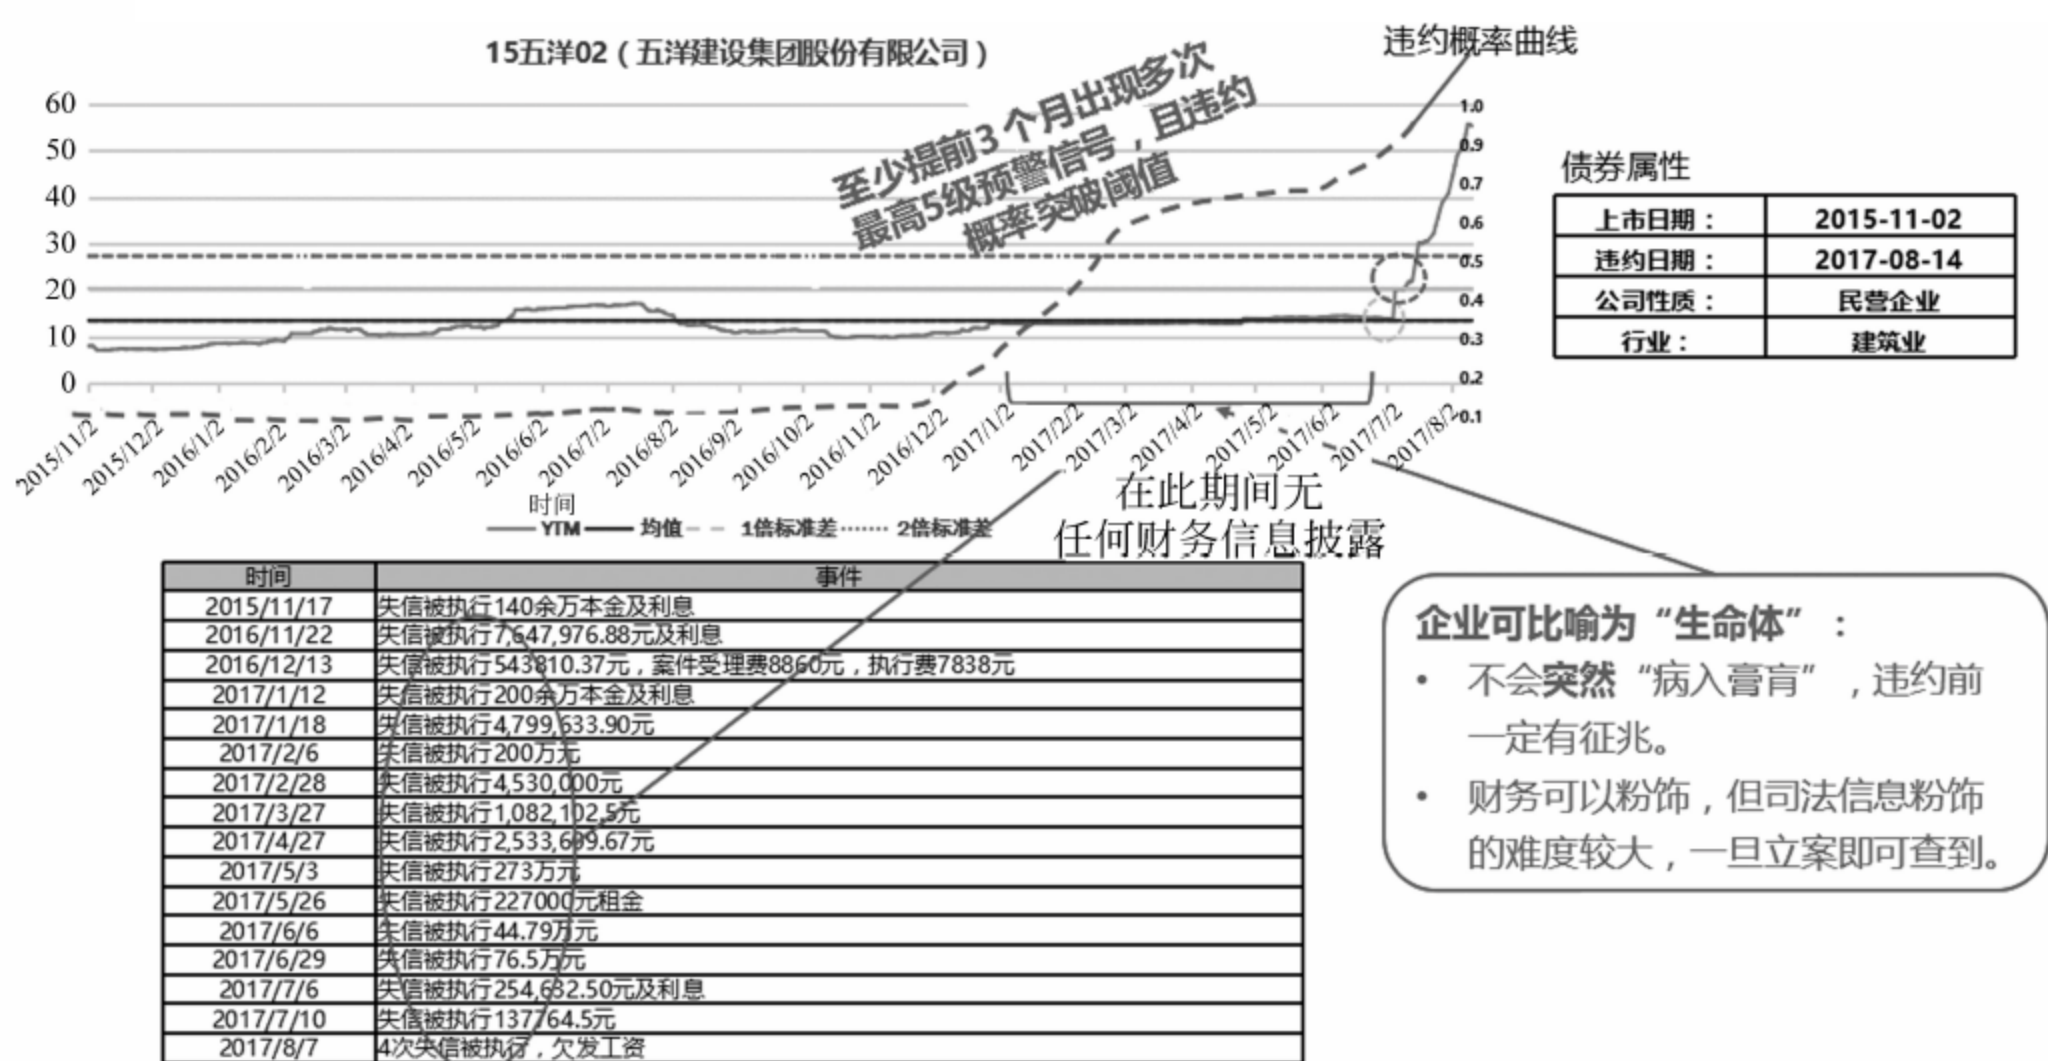 15五洋02（五洋建设集团股份有限公司）
违约概率曲线
至少提前3个月出现多次
最高5级预警信号，且违约
概率突破阈值
60
50
40
30
20
10
0
1.0
0.9
0.7
0.6
0.5
0.4
0.3
0.2
0.1
2015/11/2
2015/12/2
2016/1/2
2016/2/2
2016/3/2
2016/4/2
2016/5/2
2016/6/2
2016/7/2
2016/8/2
2016/9/2
2016/10/2
2016/11/2
2016/12/2
2017/1/2
2017/2/2
2017/3/2
2017/4/2
2017/5/2
2017/6/2
2017/7/2
2017/8/2
时间
YTM 均值 1倍标准差 2倍标准差
债券属性
上市日期： 2015-11-02
违约日期： 2017-08-14
公司性质： 民营企业
行业： 建筑业
在此期间无
任何财务信息披露
时间 事件
2015/11/17 失信被执行140余万本金及利息
2016/11/22 失信被执行7,647,976.88元及利息
2016/12/13 失信被执行543810.37元，案件受理费8860元，执行费7838元
2017/1/12 失信被执行200余万本金及利息
2017/1/18 失信被执行4,799,633.90元
2017/2/6 失信被执行200万元
2017/2/28 失信被执行4,530,000元
2017/3/27 失信被执行1,082,102.5元
2017/4/27 失信被执行2,533,699.67元
2017/5/3 失信被执行273万元
2017/5/26 失信被执行227000元租金
2017/6/6 失信被执行44.79万元
2017/6/29 失信被执行76.5万元
2017/7/6 失信被执行254,632.50元及利息
2017/7/10 失信被执行137764.5元
2017/8/7 4次失信被执行，欠发工资
企业可比喻为“生命体”：
• 不会突然“病入膏肓”，违约前
一定有征兆。
• 财务可以粉饰，但司法信息粉饰
的难度较大，一旦立案即可查到。